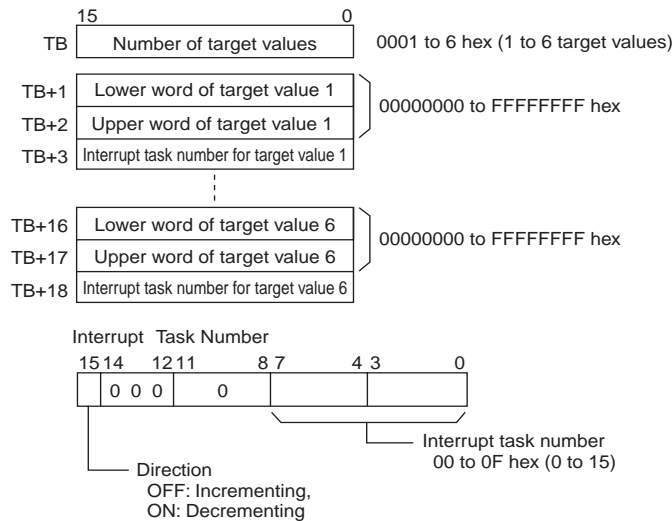 15 0
TB Number of target values 0001 to 6 hex (1 to 6 target values)
TB+1 Lower word of target value 1
00000000 to FFFFFFFF hex
TB+2 Upper word of target value 1
TB+3 Interrupt task number for target value 1
TB+16 Lower word of target value 6
00000000 to FFFFFFFF hex
TB+17 Upper word of target value 6
TB+18 Interrupt task number for target value 6
Interrupt Task Number
15 14 12 11 8 7 4 3 0
0 0 0 0
Interrupt task number
00 to 0F hex (0 to 15)
Direction
OFF: Incrementing,
ON: Decrementing